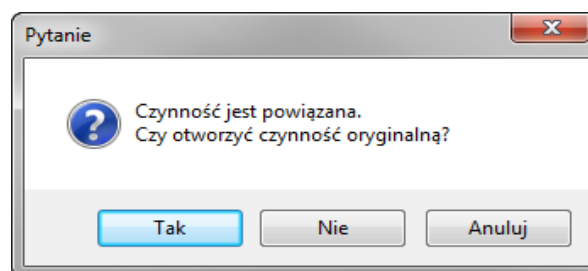 Pytanie
Czynność jest powiązana.
Czy otworzyć czynność oryginalną?
Tak
Nie
Anuluj